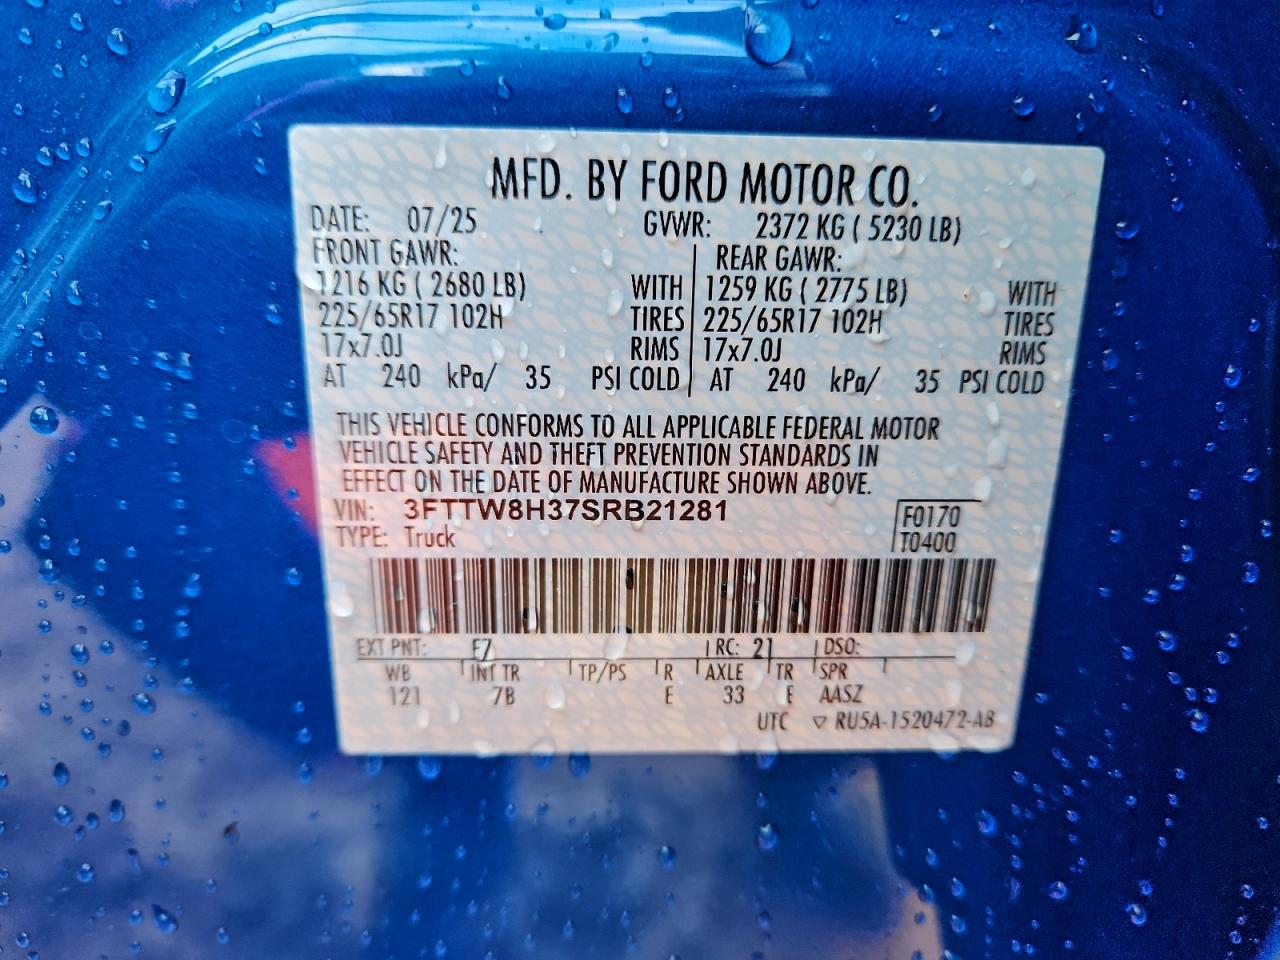 MFD. BY FORD MOTOR CO.
DATE: 07/25 GVWR: 2372 KG ( 5230 LB)
FRONT GAWR: REAR GAWR:
1216 KG ( 2680 LB) WITH 1259 KG ( 2775 LB) WITH
225/65R17 102H TIRES 225/65R17 102H TIRES
17x7.0J RIMS 17x7.0J RIMS
AT 240 kPa/ 35 PSI COLD AT 240 kPa/ 35 PSI COLD
THIS VEHICLE CONFORMS TO ALL APPLICABLE FEDERAL MOTOR
VEHICLE SAFETY AND THEFT PREVENTION STANDARDS IN
EFFECT ON THE DATE OF MANUFACTURE SHOWN ABOVE.
VIN: 3FTTW8H37SRB21281
F0170
TYPE: Truck
T0400
EXT PNT: E7 RC: 21 DSO:
WB INT TR TP/PS R AXLE TR SPR
121 7B E 33 E AASZ
UTC ▽ RU5A-1520472-AB